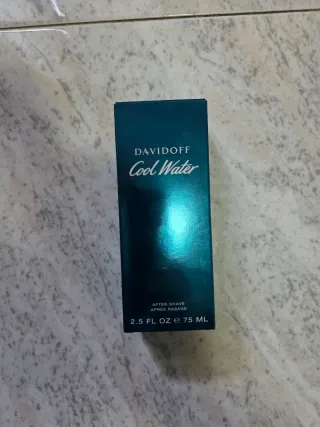 DAVIDOFF
Cool Water
AFTER SHAVE
APRÈS RASAGE
2.5 FL OZ ℮ 75 ML